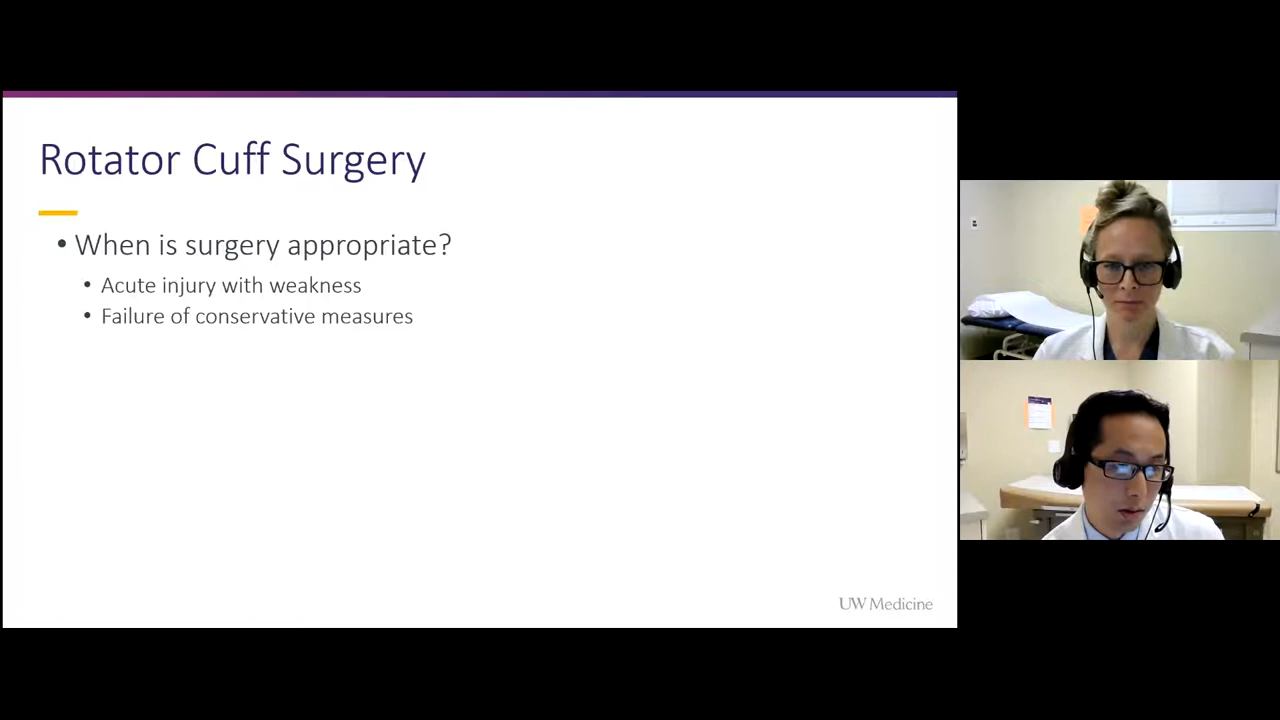 Rotator Cuff Surgery
• When is surgery appropriate?
• Acute injury with weakness
• Failure of conservative measures
UW Medicine